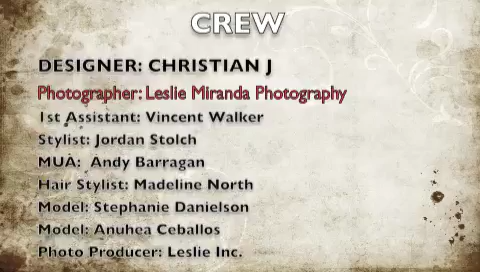 CREW
DESIGNER: CHRISTIAN J
Photographer: Leslie Miranda Photography
1st Assistant: Vincent Walker
Stylist: Jordan Stolch
MUA: Andy Barragan
Hair Stylist: Madeline North
Model: Stephanie Danielson
Model: Anuhea Ceballos
Photo Producer: Leslie Inc.